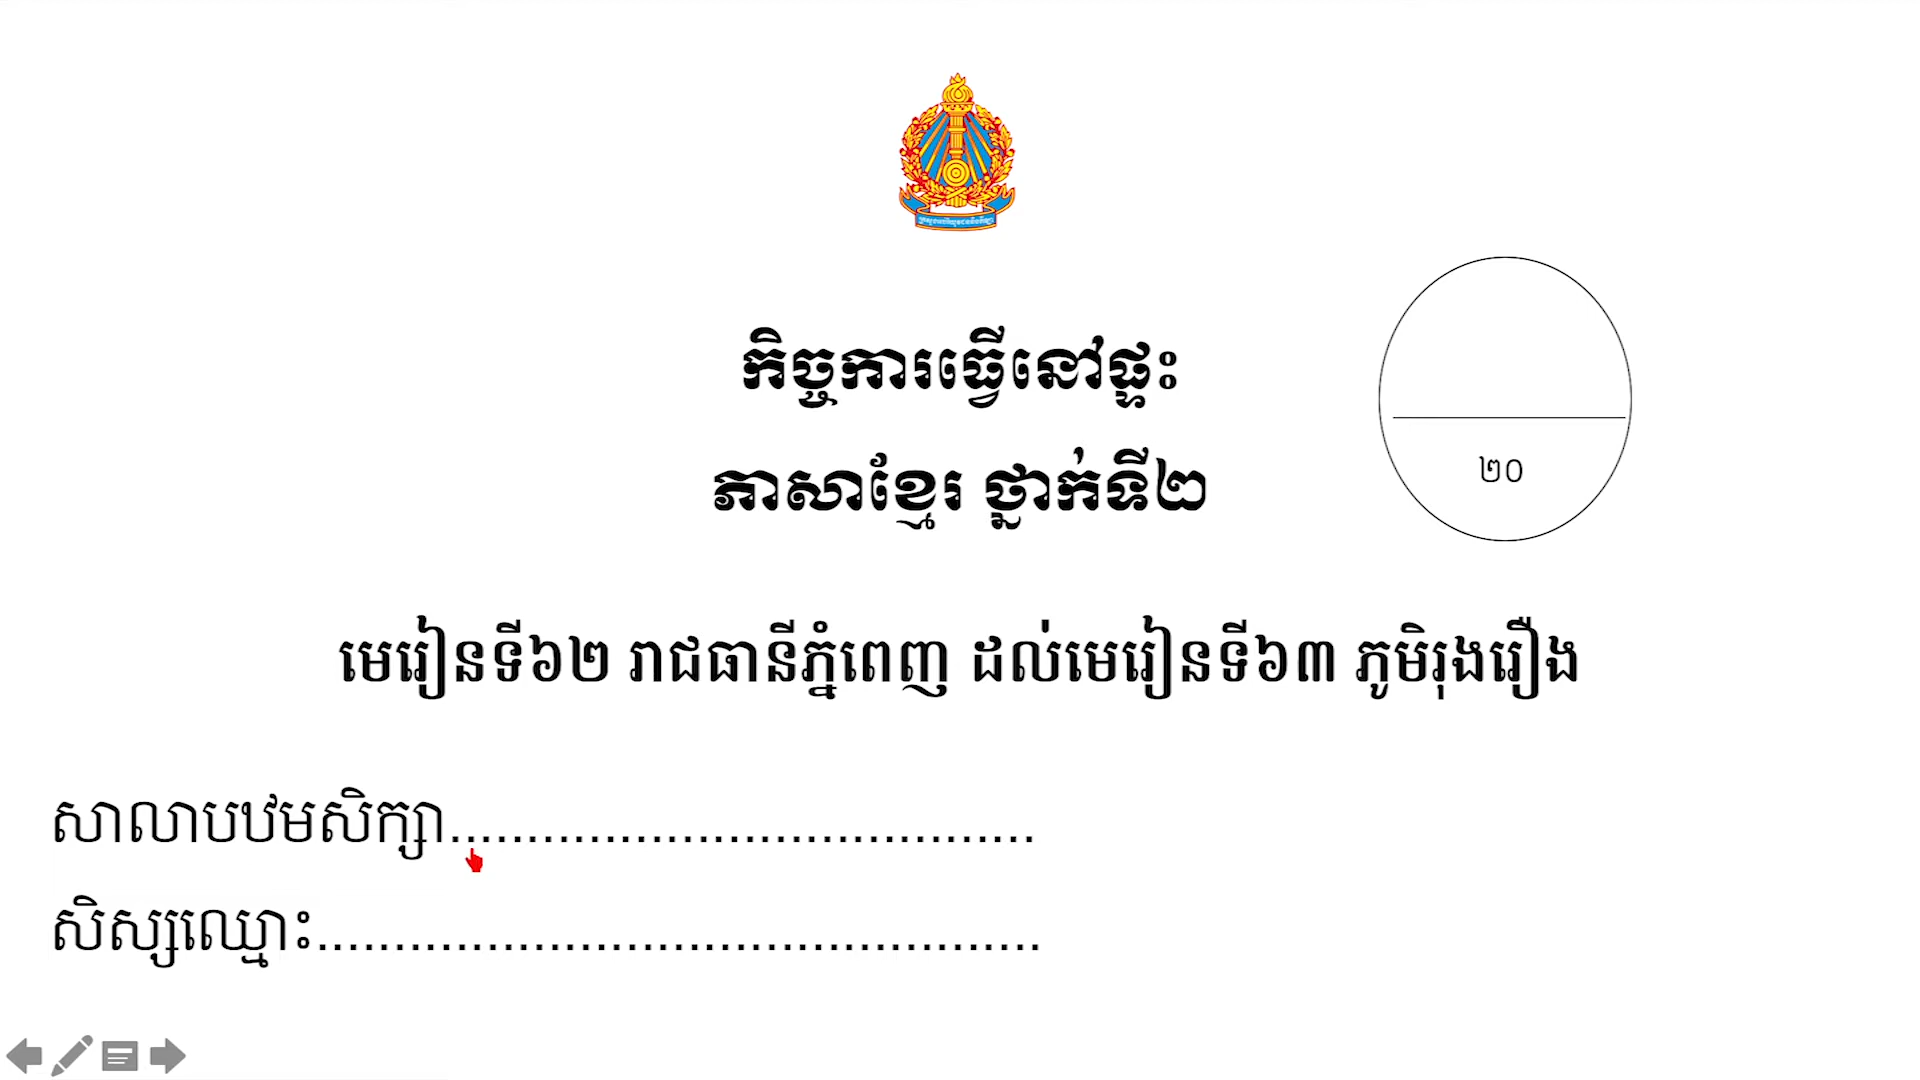 កិច្ចការធ្វើនៅផ្ទះ
ភាសាខ្មែរ ថ្នាក់ទី២
២០
មេរៀនទី៦២ រាជធានីភ្នំពេញ ដល់មេរៀនទី៦៣ ភូមិរុងរឿង
សាលាបឋមសិក្សា......................................
សិស្សឈ្មោះ...............................................